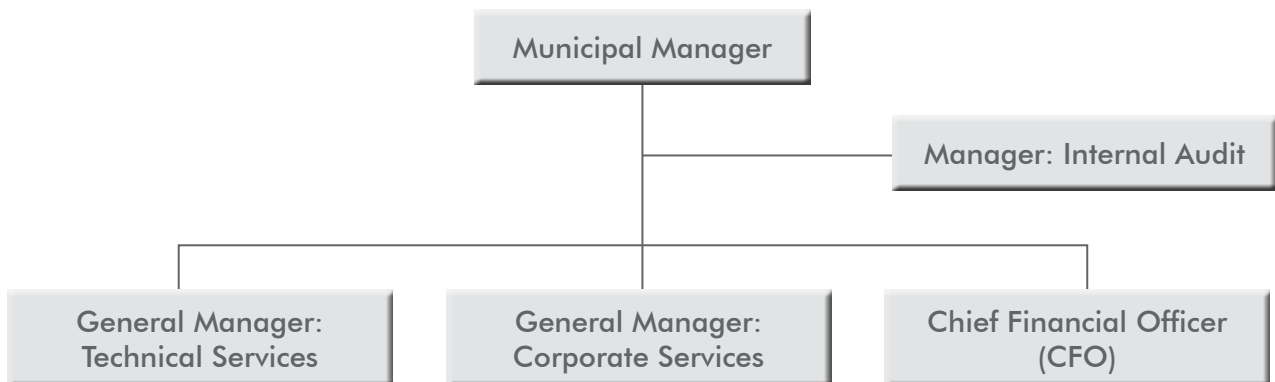 Municipal Manager
Manager: Internal Audit
General Manager:
Technical Services
General Manager:
Corporate Services
Chief Financial Officer
(CFO)